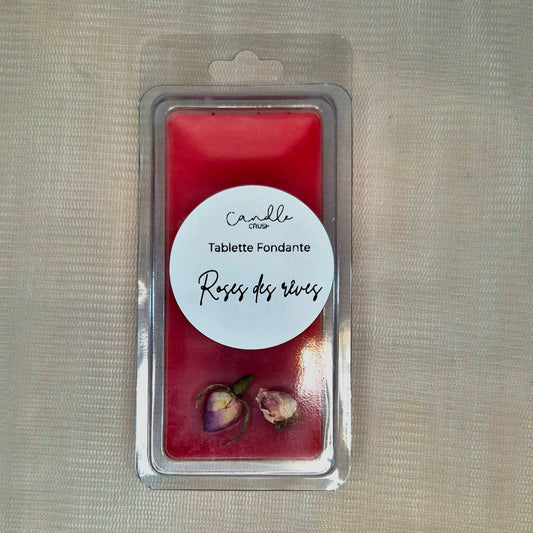 Candle
CRUSH
Tablette Fondante
Roses des rêves